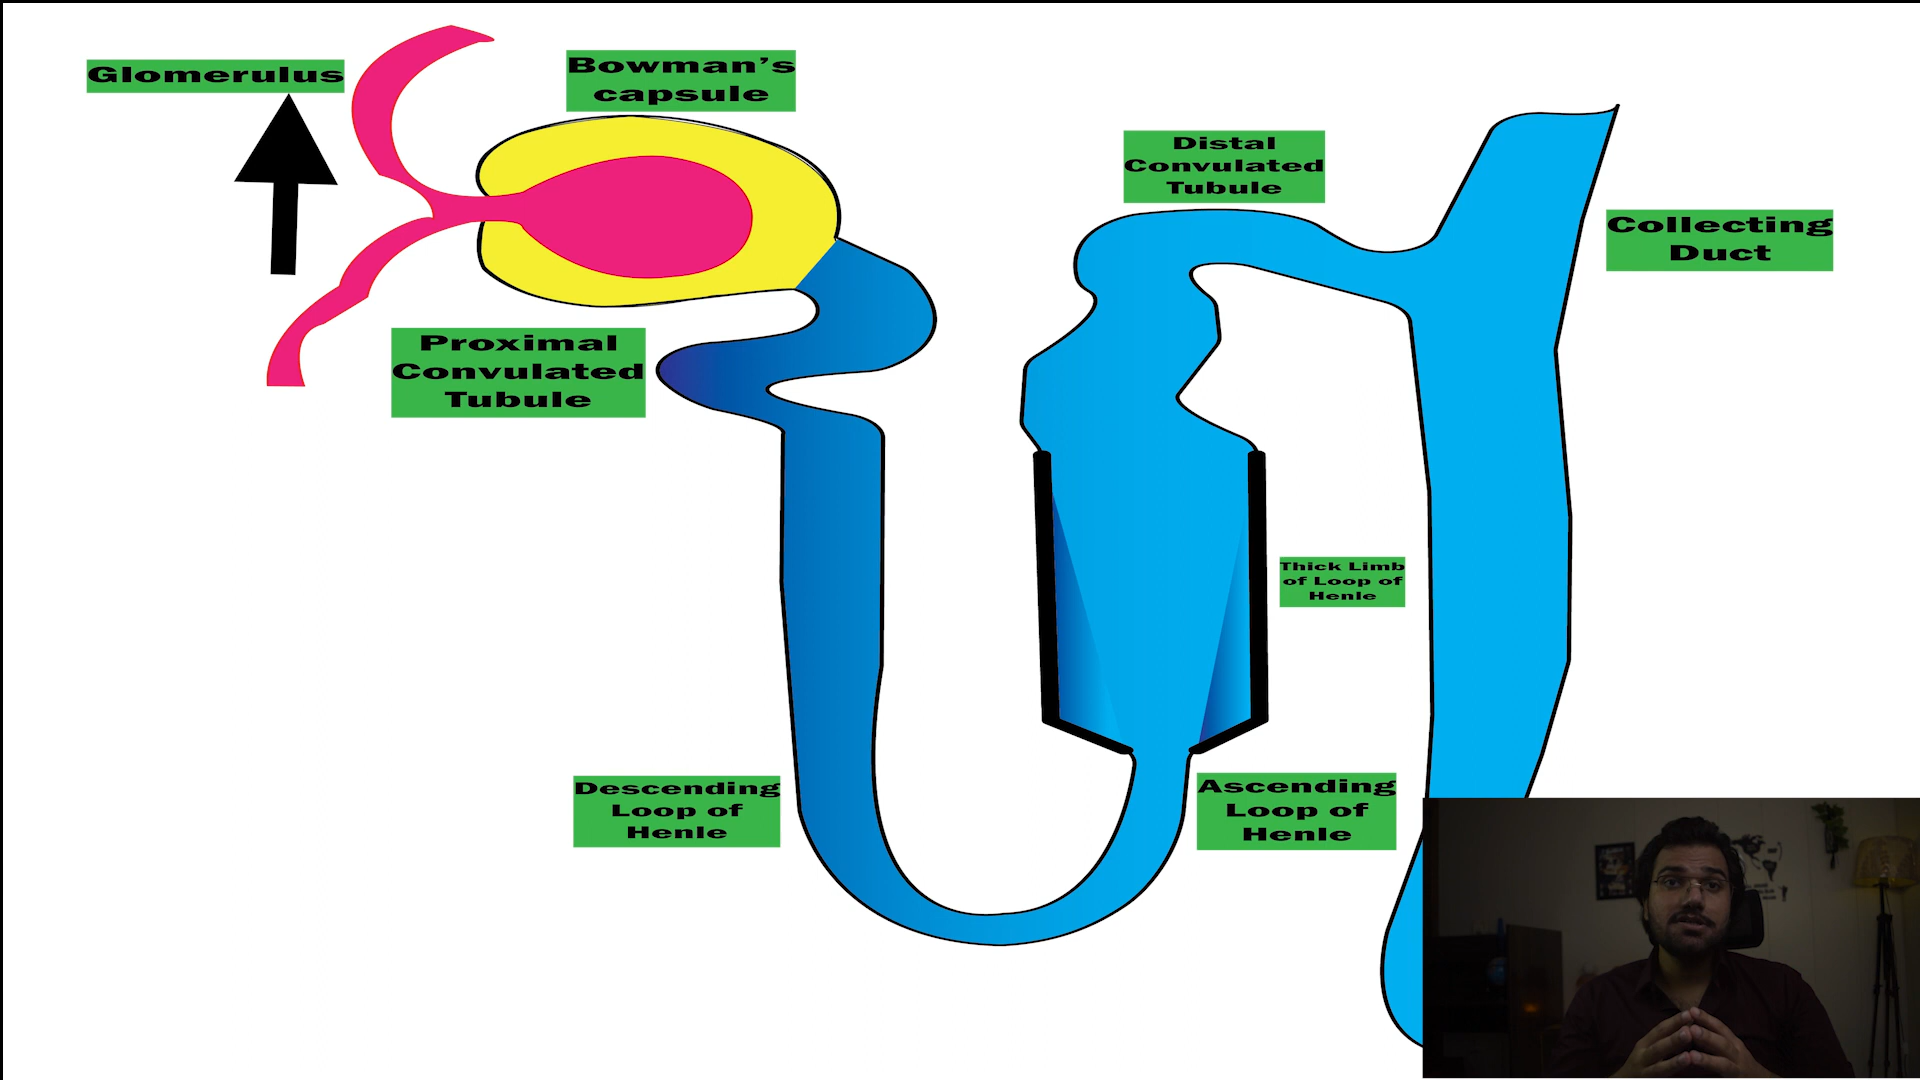 Glomerulus
Bowman's
capsule
Distal
Convulated
Tubule
Collecting
Duct
Proximal
Convulated
Tubule
Thick Limb
of Loop of
Henle
Descending
Loop of
Henle
Ascending
Loop of
Henle